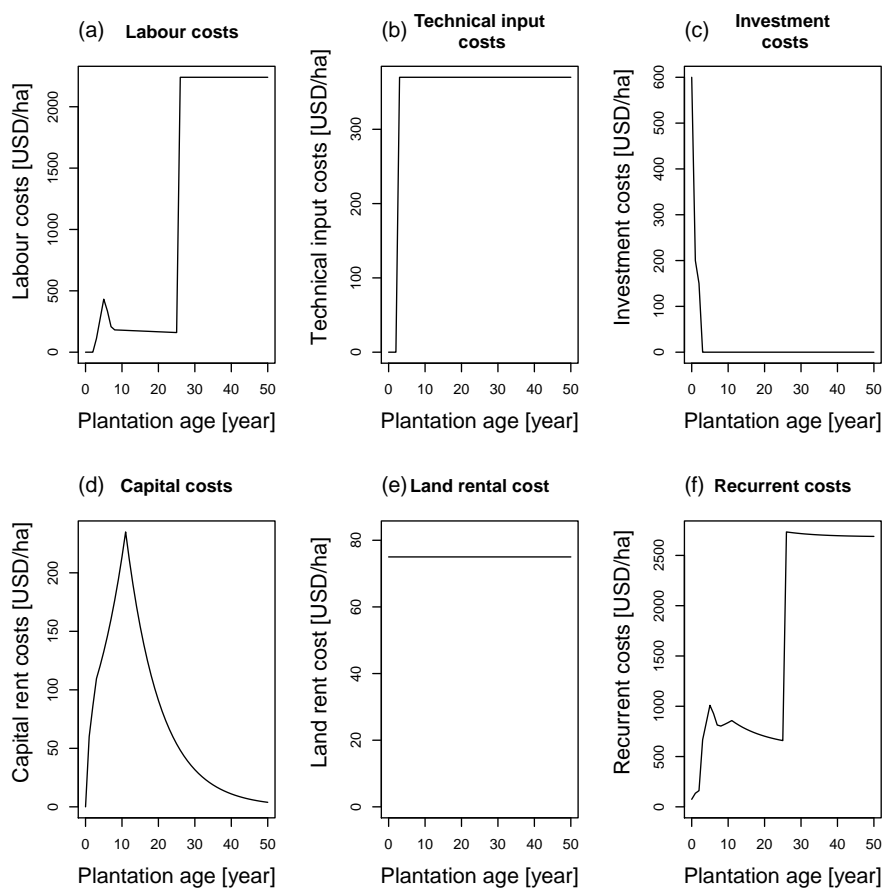 (a) Labour costs
Labour costs [USD/ha]
2000
1500
1000
500
0
0 10 20 30 40 50
Plantation age [year]
(b) Technical input
costs
Technical input costs [USD/ha]
300
200
100
0
0 10 20 30 40 50
Plantation age [year]
(c) Investment
costs
Investment costs [USD/ha]
600
500
400
300
200
100
0
0 10 20 30 40 50
Plantation age [year]
(d) Capital costs
Capital rent costs [USD/ha]
200
150
100
50
0
0 10 20 30 40 50
Plantation age [year]
(e) Land rental cost
Land rent cost [USD/ha]
80
60
40
20
0
0 10 20 30 40 50
Plantation age [year]
(f) Recurrent costs
Recurrent costs [USD/ha]
2500
2000
1500
1000
500
0
0 10 20 30 40 50
Plantation age [year]